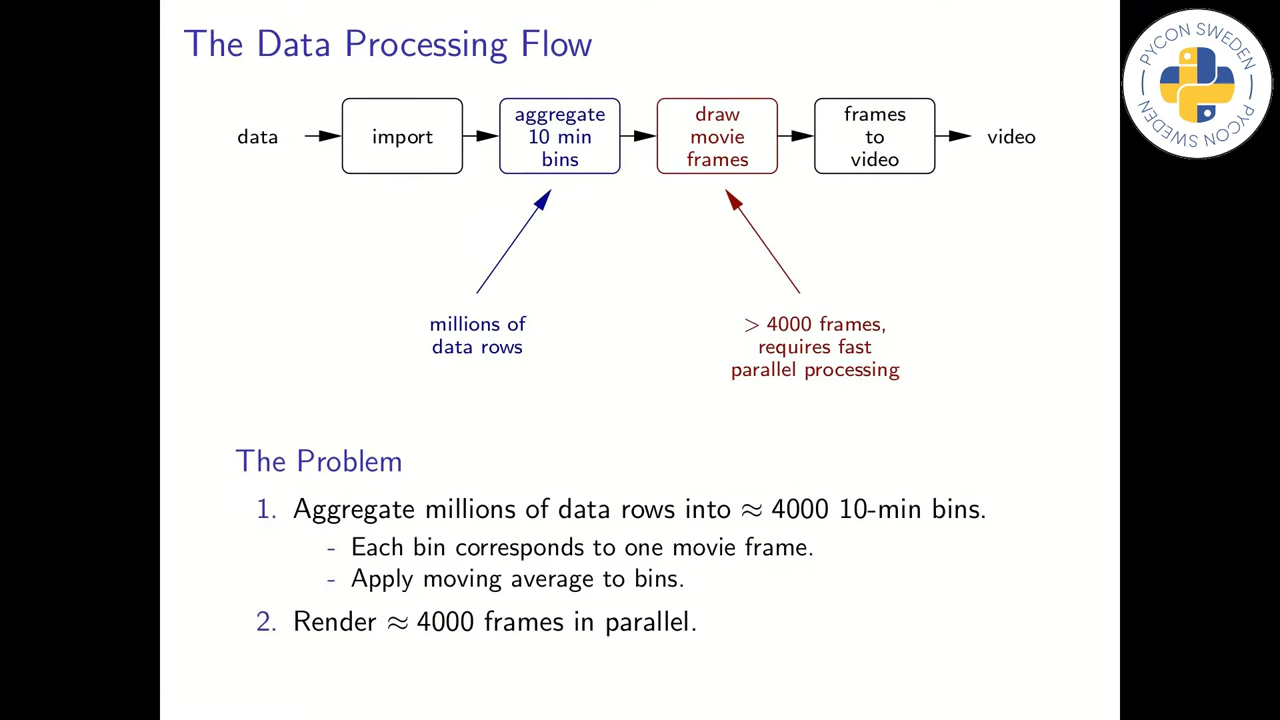 The Data Processing Flow
data
import
aggregate
10 min
bins
draw
movie
frames
frames
to
video
video
millions of
data rows
> 4000 frames,
requires fast
parallel processing
The Problem
1. Aggregate millions of data rows into ≈ 4000 10-min bins.
- Each bin corresponds to one movie frame.
- Apply moving average to bins.
2. Render ≈ 4000 frames in parallel.
PYCON SWEDEN
PYCON SWEDEN